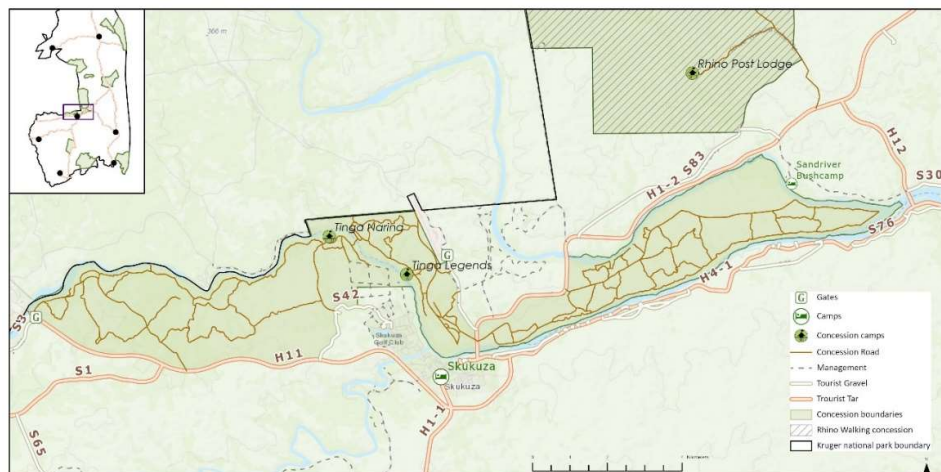 360 m
Rhino Post Lodge
H12
H1-2 S83
Sandriver
Bushcamp
S30
S76
Tinga Narina
G
Tinga Legends
H4-1
S42
Skukuza
Golf Club
S3
G
H11
S1
Skukuza
Skukuza
H1-1
S65
G Gates
Camps
Concession camps
Concession Road
Management
Tourist Gravel
Trourist Tar
Concession boundaries
Rhino Walking concession
Kruger national park boundary